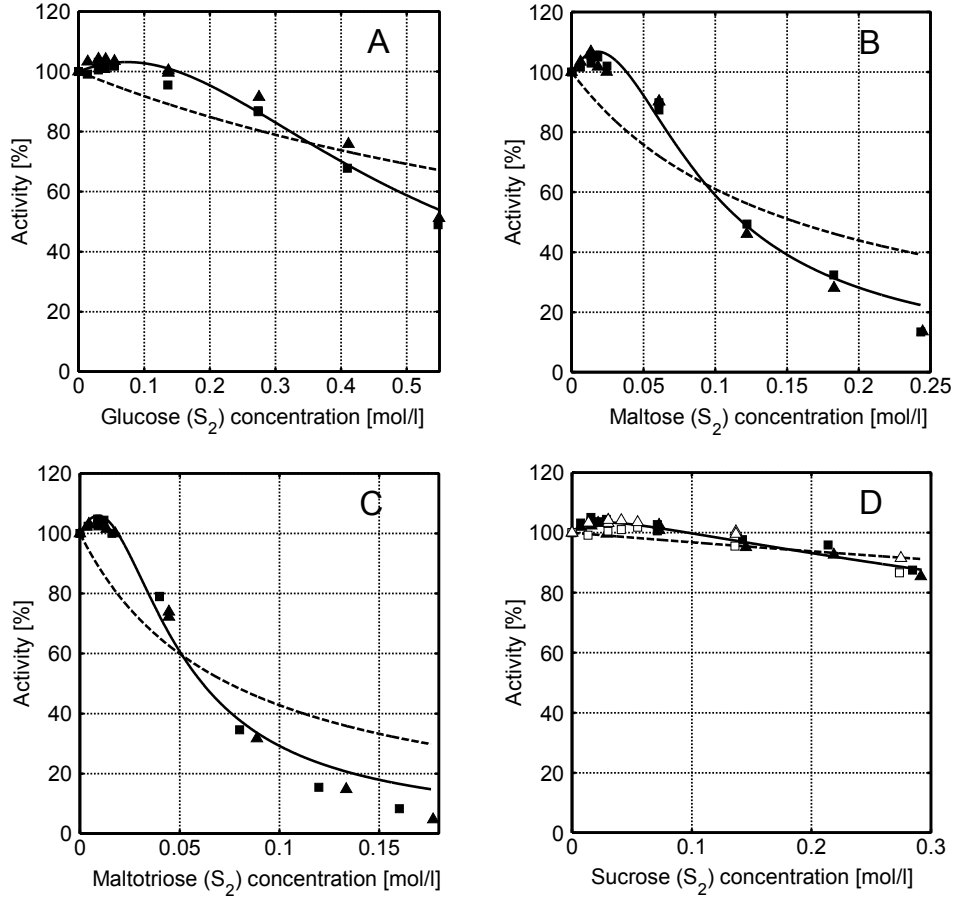 A
120
100
80
60
40
20
0
Activity [%]
0 0.1 0.2 0.3 0.4 0.5
Glucose (S2) concentration [mol/l]
B
120
100
80
60
40
20
0
Activity [%]
0 0.05 0.1 0.15 0.2 0.25
Maltose (S2) concentration [mol/l]
C
120
100
80
60
40
20
0
Activity [%]
0 0.05 0.1 0.15
Maltotriose (S2) concentration [mol/l]
D
120
100
80
60
40
20
0
Activity [%]
0 0.1 0.2 0.3
Sucrose (S2) concentration [mol/l]